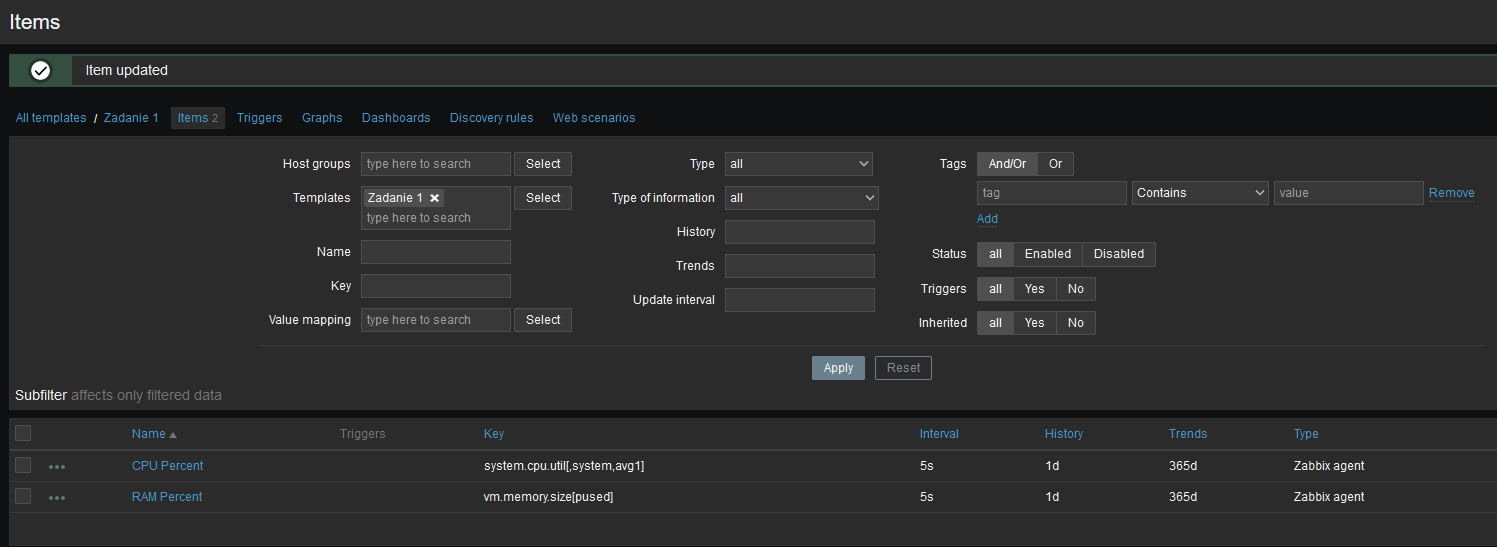 Items
Item updated
All templates / Zadanie 1 Items 2 Triggers Graphs Dashboards Discovery rules Web scenarios
Host groups type here to search Select Type all Tags And/Or Or
Templates Zadanie 1 Select Type of information all tag Contains value Remove
type here to search Add
Name History Status all Enabled Disabled
Key Trends Triggers all Yes No
Value mapping type here to search Select Update interval Inherited all Yes No
Apply Reset
Subfilter affects only filtered data
Name Triggers Key Interval History Trends Type
CPU Percent system.cpu.util[,system,avg1] 5s 1d 365d Zabbix agent
RAM Percent vm.memory.size[pused] 5s 1d 365d Zabbix agent